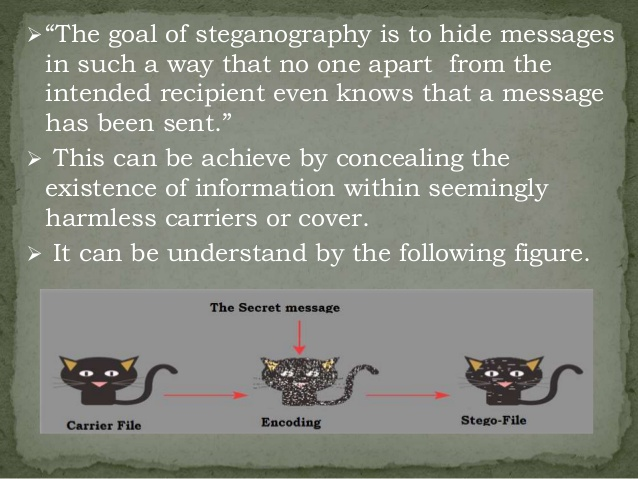 “The goal of steganography is to hide messages
in such a way that no one apart from the
intended recipient even knows that a message
has been sent.”
This can be achieve by concealing the
existence of information within seemingly
harmless carriers or cover.
It can be understand by the following figure.
The Secret message
Carrier File
Encoding
Stego-File